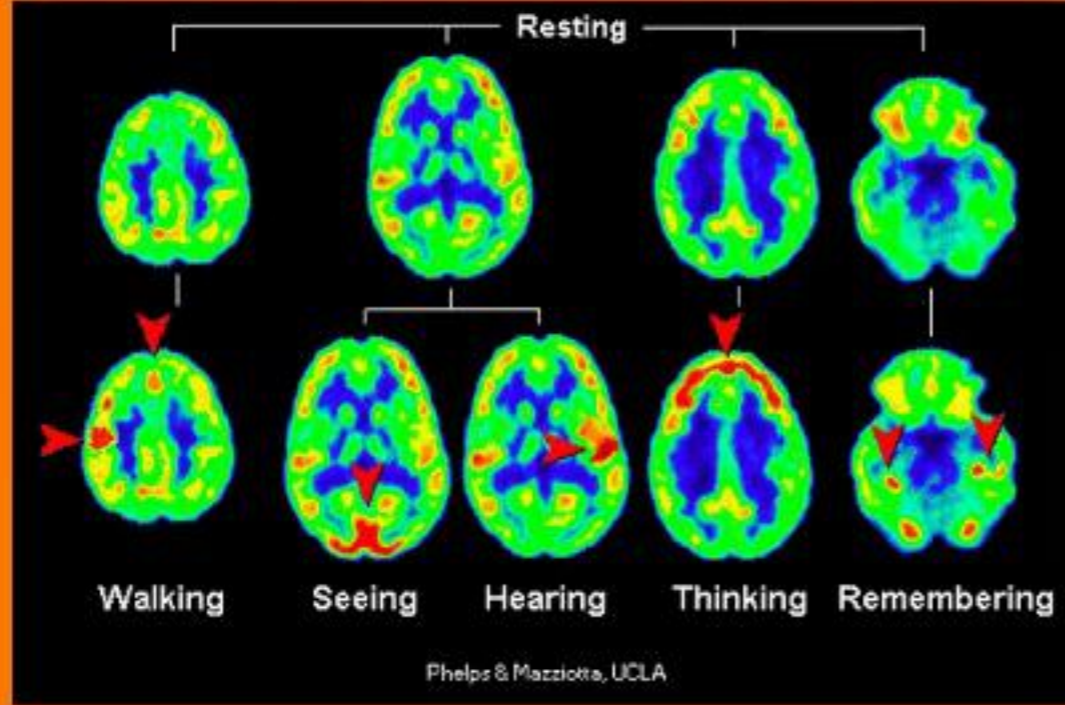 Resting
Walking Seeing Hearing Thinking Remembering
Phelps & Mazziotta, UCLA